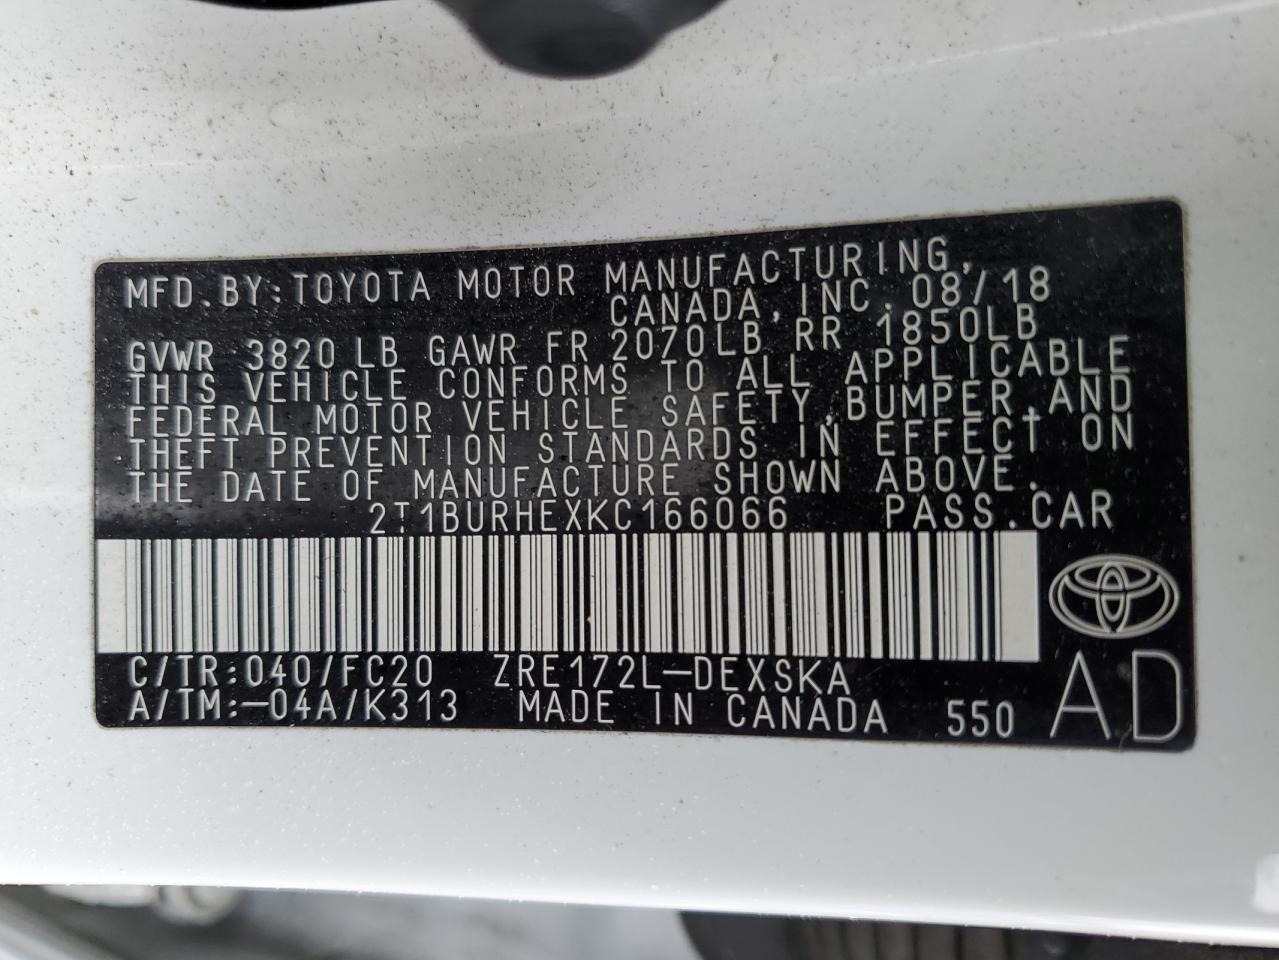 MFD.BY:TOYOTA MOTOR MANUFACTURING,
CANADA,INC. 08/18
GVWR 3820 LB GAWR FR 2070LB RR 1850LB
THIS VEHICLE CONFORMS TO ALL APPLICABLE
FEDERAL MOTOR VEHICLE SAFETY,BUMPER,AND
THEFT PREVENTION STANDARDS IN EFFECT ON
THE DATE OF MANUFACTURE SHOWN ABOVE.
2T1BURHEXKC166066 PASS.CAR
C/TR:040/FC20 ZRE172L-DEXSKA
A/TM:-04A/K313 MADE IN CANADA 550 AD